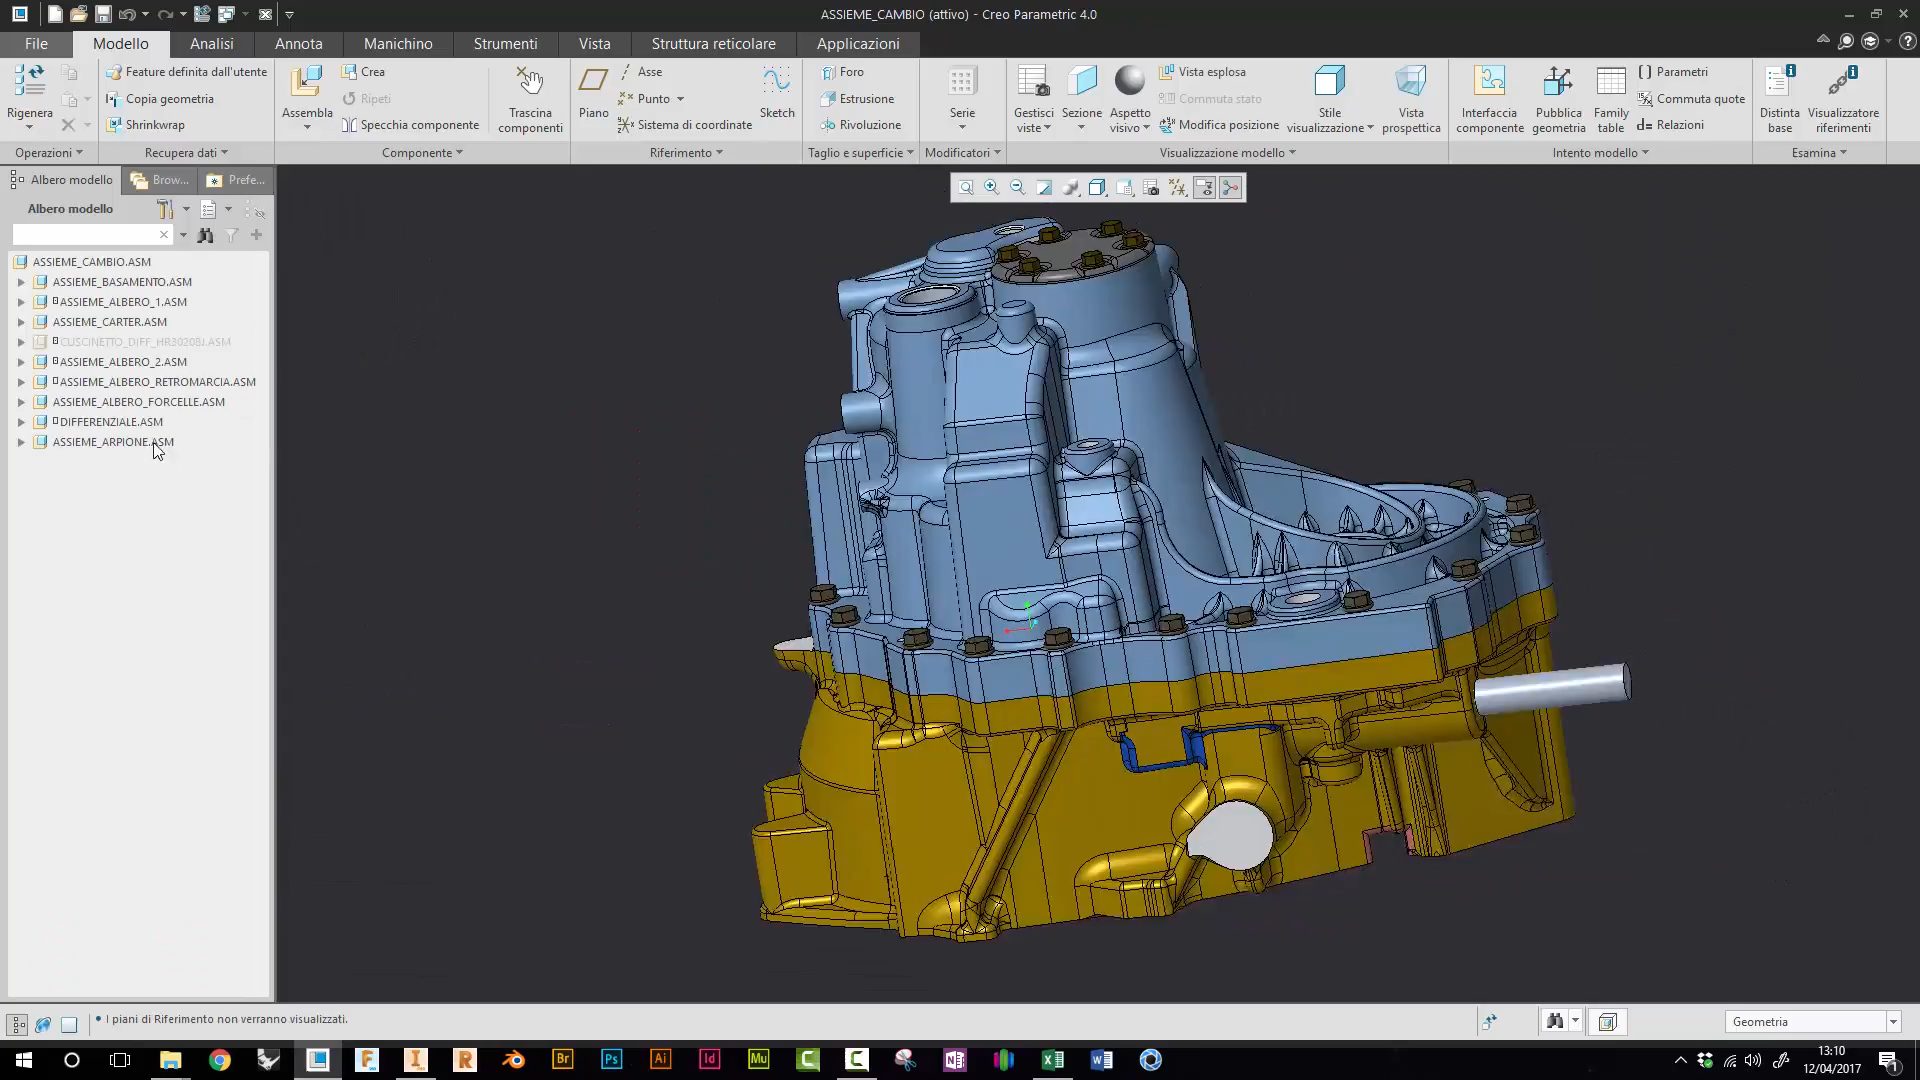 ASSIEME_CAMBIO (attivo) - Creo Parametric 4.0
File
Modello
Analisi
Annota
Manichino
Strumenti
Vista
Struttura reticolare
Applicazioni
Rigenera
Operazioni
Feature definita dall'utente
Copia geometria
Shrinkwrap
Recupera dati
Assembla
Crea
Ripeti
Specchia componente
Trascina
componenti
Componente
Piano
Asse
Punto
Sistema di coordinate
Sketch
Riferimento
Foro
Estrusione
Rivoluzione
Taglio e superficie
Serie
Modificatori
Gestisci
viste
Sezione
Aspetto
visivo
Vista esplosa
Commuta stato
Modifica posizione
Stile
visualizzazione
Vista
prospettica
Visualizzazione modello
Interfaccia
componente
Pubblica
geometria
Family
table
Parametri
Commuta quote
d= Relazioni
Intento modello
Distinta
base
Visualizzatore
riferimenti
Esamina
Albero modello
Brow...
Prefe...
Albero modello
ASSIEME_CAMBIO.ASM
ASSIEME_BASAMENTO.ASM
ASSIEME_ALBERO_1.ASM
ASSIEME_CARTER.ASM
CUSCINETTO_DIFF_HR30208J.ASM
ASSIEME_ALBERO_2.ASM
ASSIEME_ALBERO_RETROMARCIA.ASM
ASSIEME_ALBERO_FORCELLE.ASM
DIFFERENZIALE.ASM
ASSIEME_ARPIONE.ASM
I piani di Riferimento non verranno visualizzati.
Geometria
F
I
R
Br
Ps
Ai
Id
Mu
C
C
N
X
W
13:10
12/04/2017
1